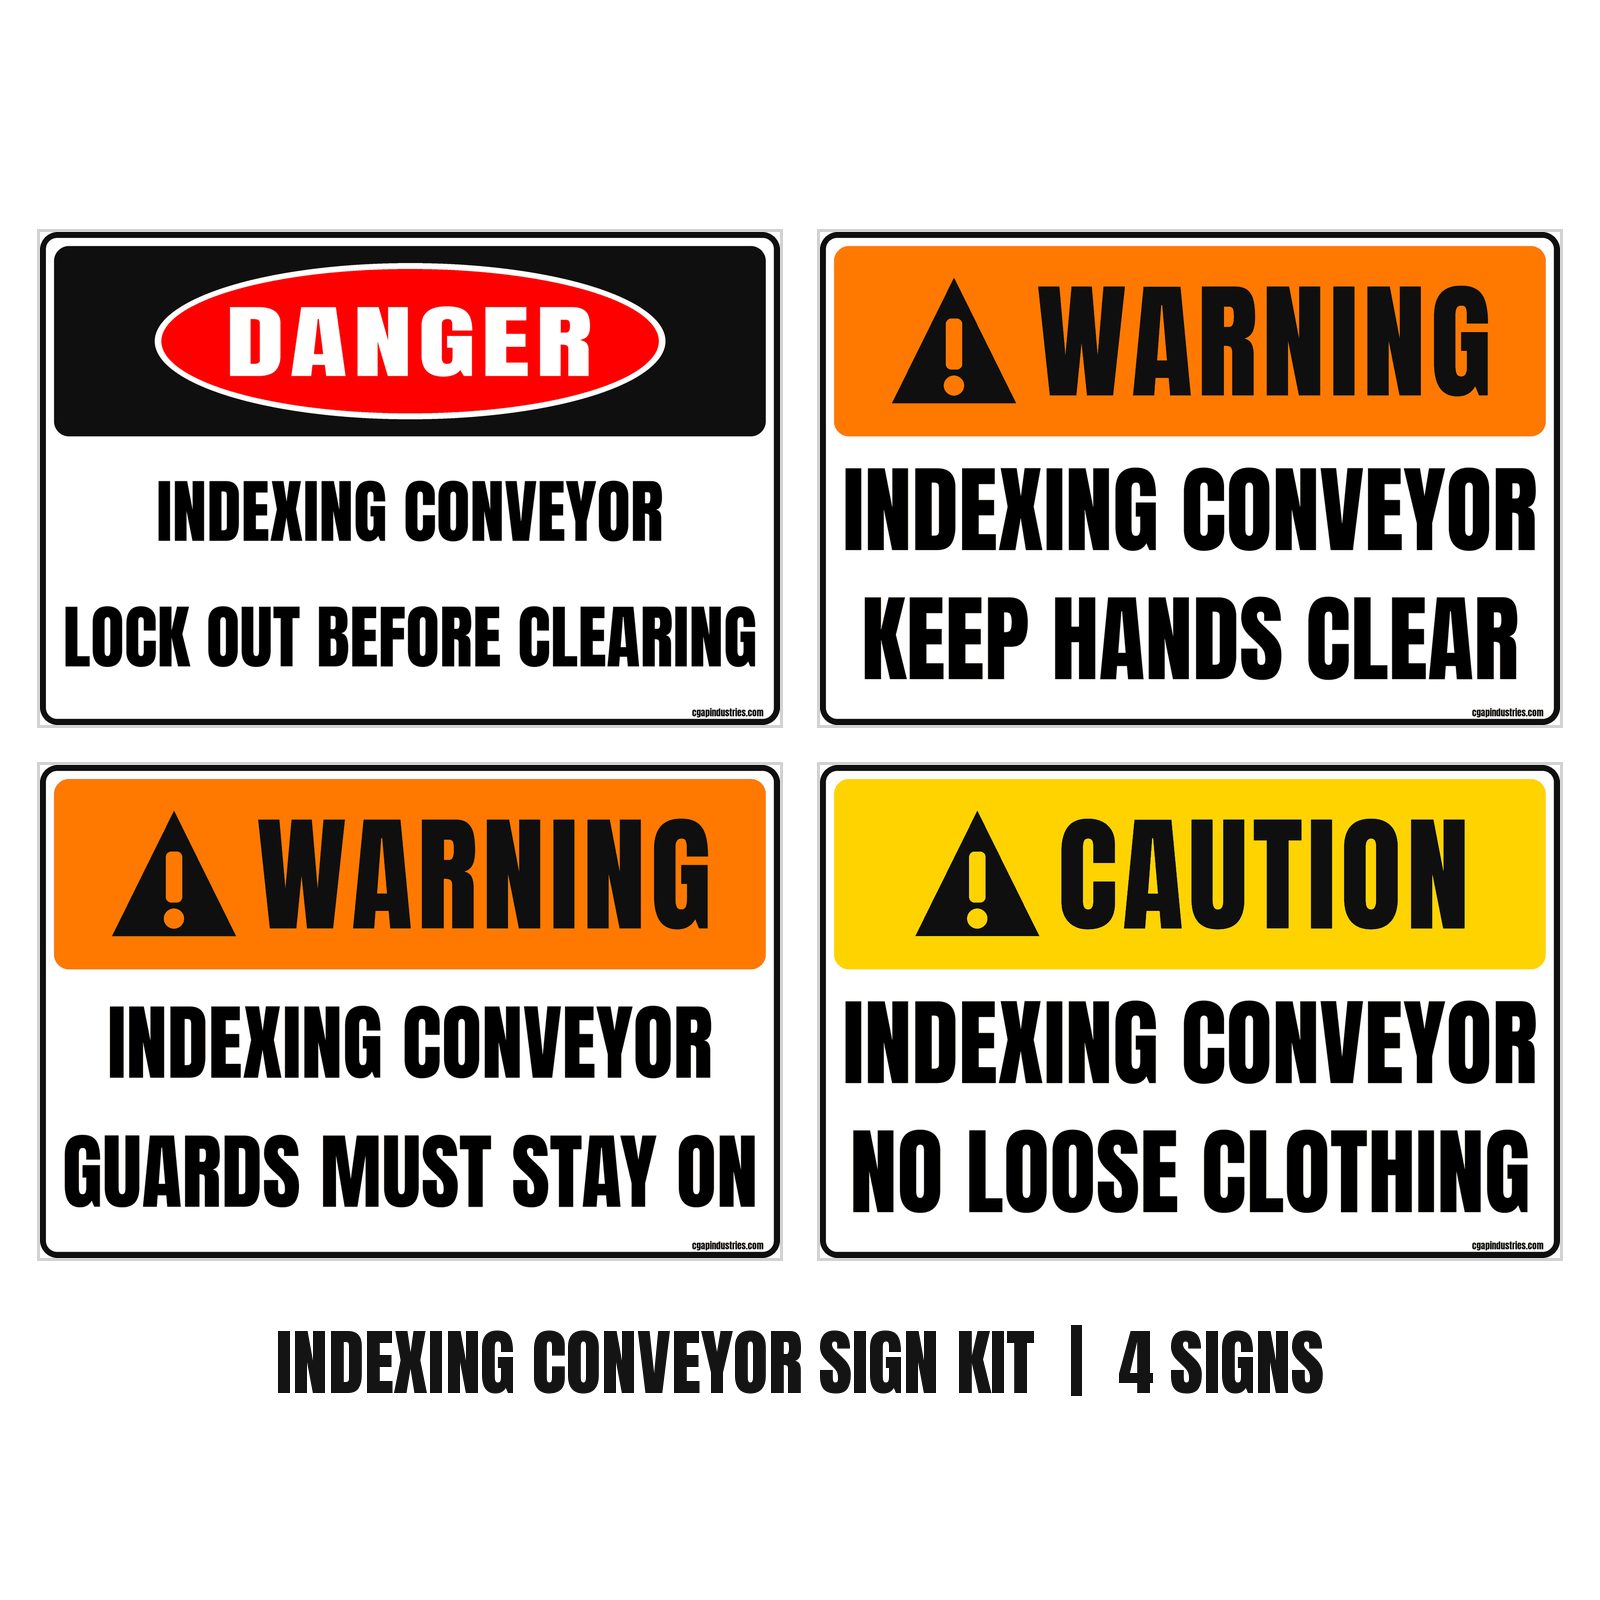 DANGER
INDEXING CONVEYOR
LOCK OUT BEFORE CLEARING
cgapindustries.com
WARNING
INDEXING CONVEYOR
KEEP HANDS CLEAR
cgapindustries.com
WARNING
INDEXING CONVEYOR
GUARDS MUST STAY ON
cgapindustries.com
CAUTION
INDEXING CONVEYOR
NO LOOSE CLOTHING
cgapindustries.com
INDEXING CONVEYOR SIGN KIT | 4 SIGNS